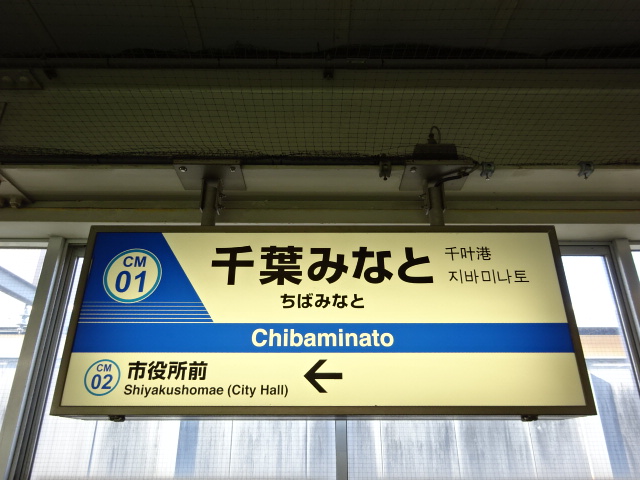 CM
01
千葉みなと
千叶港
지바미나토
ちばみなと
Chibaminato
CM
02
市役所前
Shiyakushomae (City Hall)
←